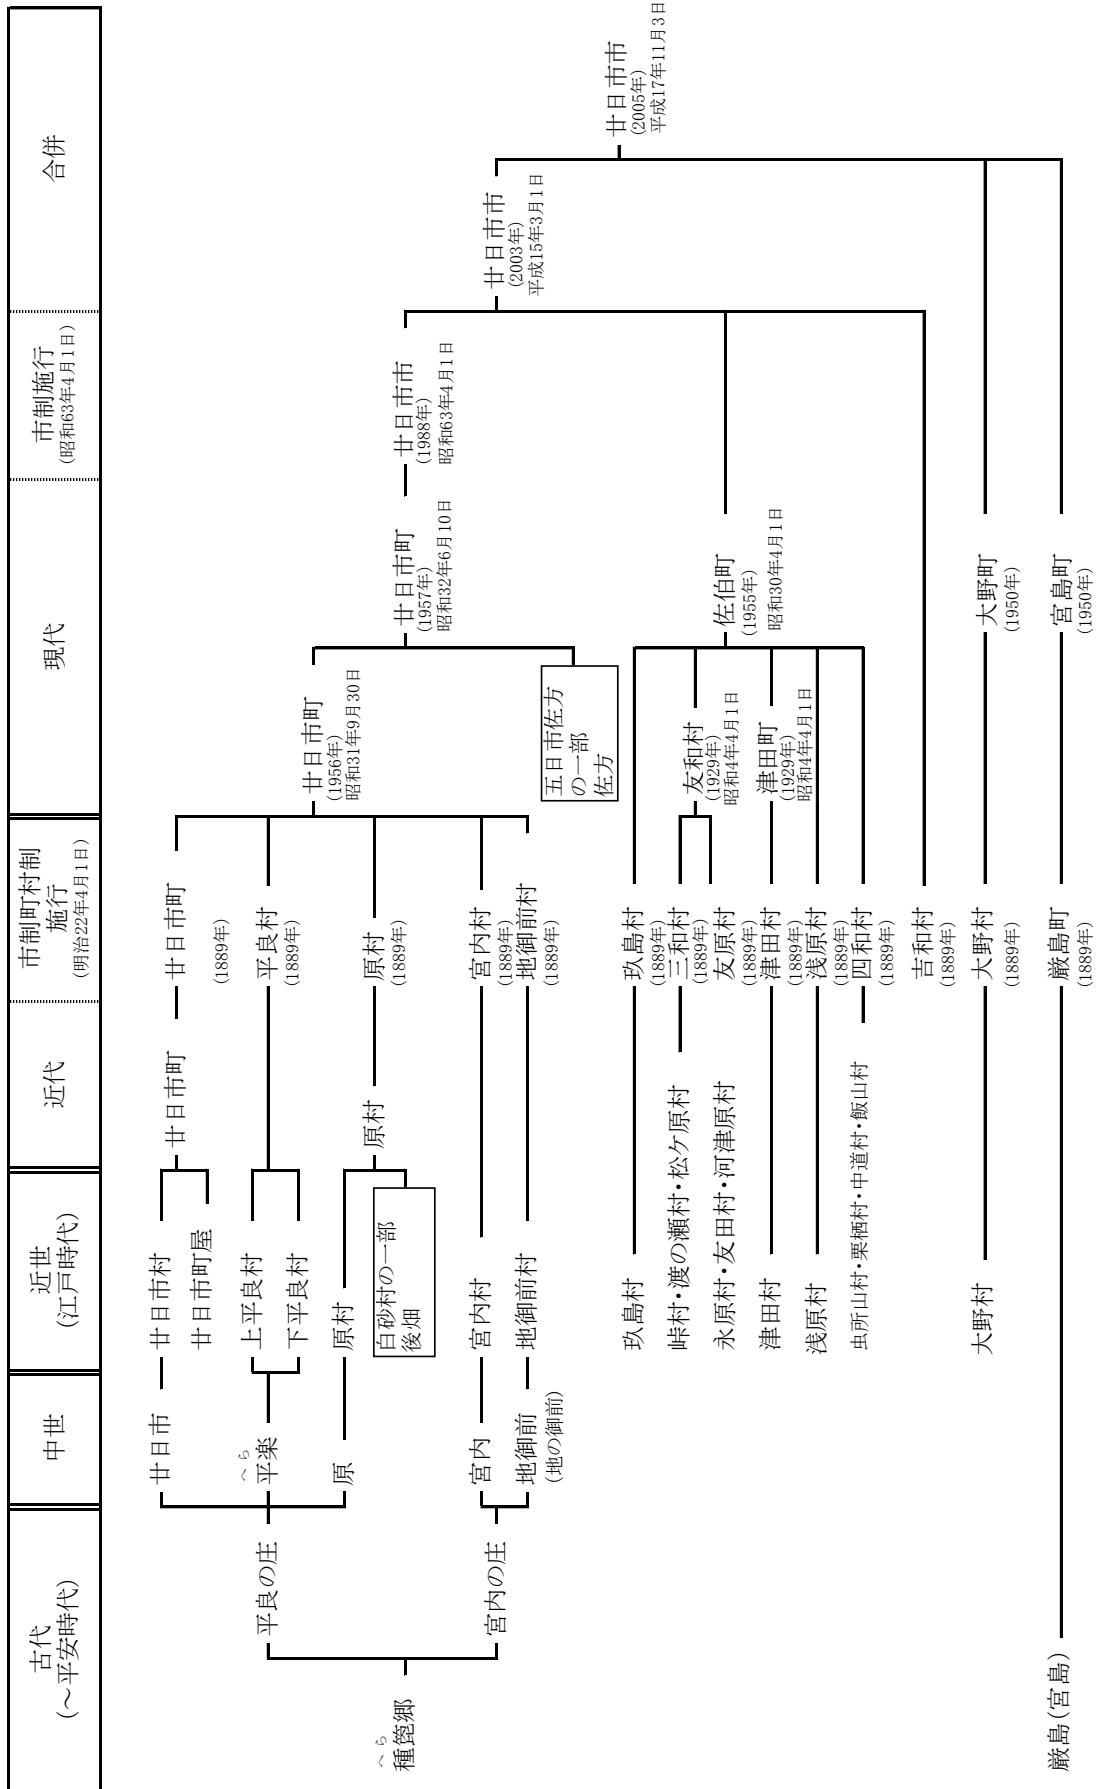 古代
(～平安時代)
中世
近世
(江戸時代)
近代
市制町村制
施行
(明治22年4月1日)
現代
市制施行
(昭和63年4月1日)
合併
へら
種箆郷
平良の庄
宮内の庄
厳島(宮島)
廿日市
へら
平楽
原
宮内
地御前
(地の御前)
廿日市村
廿日市町屋
上平良村
下平良村
原村
白砂村の一部
後畑
宮内村
地御前村
玖島村
峠村・渡の瀬村・松ケ原村
永原村・友田村・河津原村
津田村
浅原村
虫所山村・栗栖村・中道村・飯山村
大野村
廿日市町
原村
廿日市町
(1889年)
平良村
(1889年)
原村
(1889年)
宮内村
(1889年)
地御前村
(1889年)
玖島村
(1889年)
三和村
(1889年)
友原村
(1889年)
津田村
(1889年)
浅原村
(1889年)
四和村
(1889年)
吉和村
(1889年)
大野村
(1889年)
厳島町
(1889年)
廿日市町
(1956年)
昭和31年9月30日
五日市佐方
の一部
佐方
友和村
(1929年)
昭和4年4月1日
津田町
(1929年)
昭和4年4月1日
廿日市町
(1957年)
昭和32年6月10日
佐伯町
(1955年)
昭和30年4月1日
大野町
(1950年)
宮島町
(1950年)
廿日市市
(1988年)
昭和63年4月1日
廿日市市
(2003年)
平成15年3月1日
廿日市市
(2005年)
平成17年11月3日